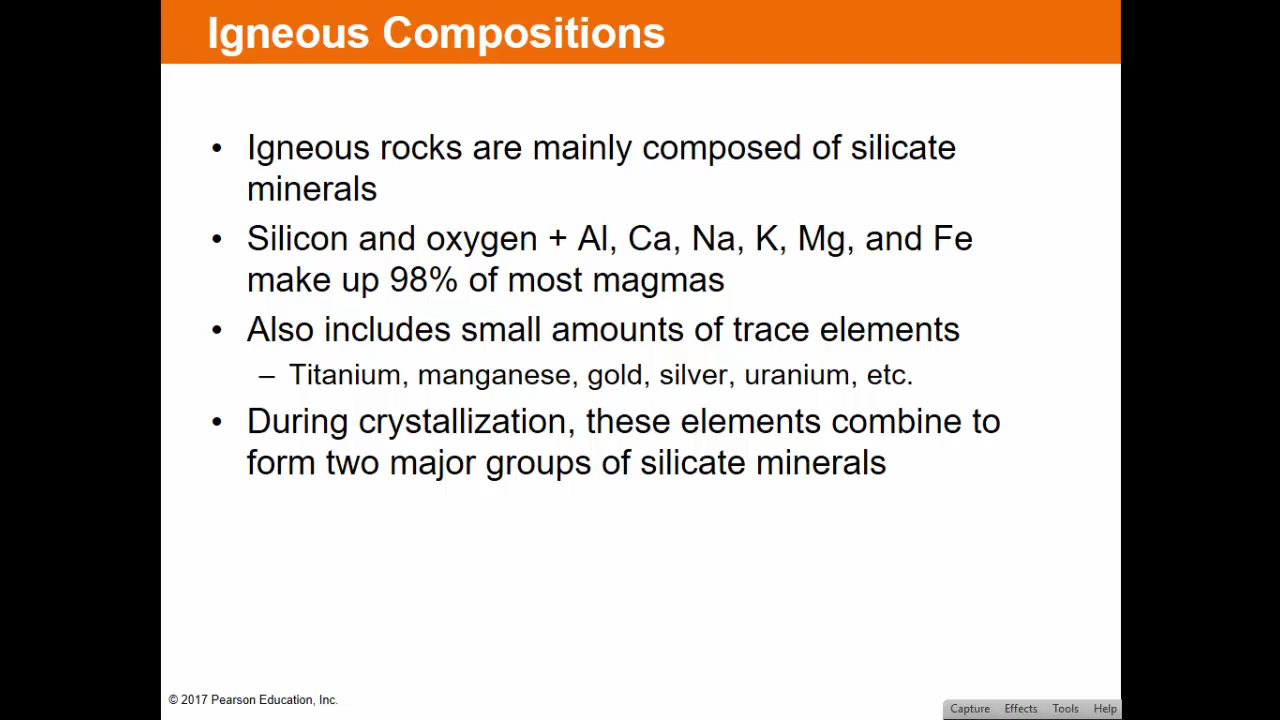 Igneous Compositions
• Igneous rocks are mainly composed of silicate
minerals
• Silicon and oxygen + Al, Ca, Na, K, Mg, and Fe
make up 98% of most magmas
• Also includes small amounts of trace elements
– Titanium, manganese, gold, silver, uranium, etc.
• During crystallization, these elements combine to
form two major groups of silicate minerals
© 2017 Pearson Education, Inc.
Capture Effects Tools Help